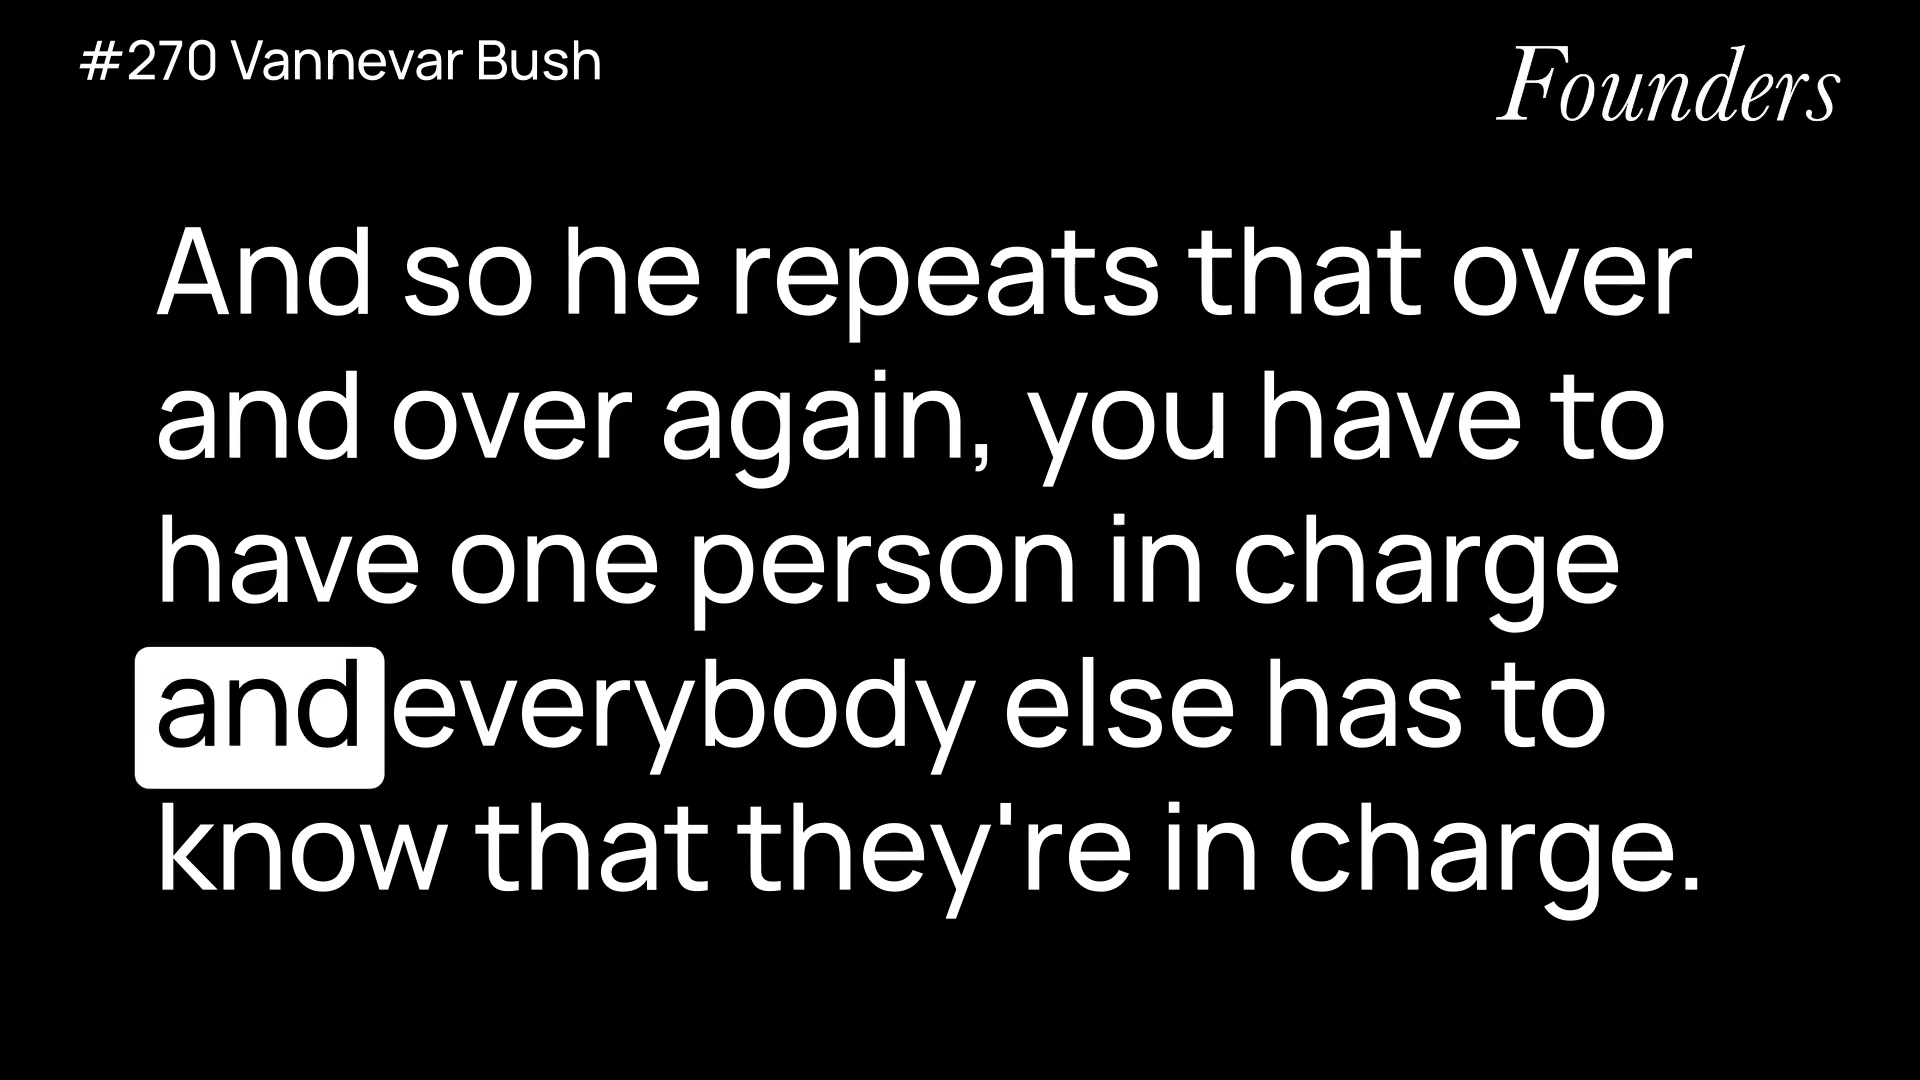 #270 Vannevar Bush
Founders
And so he repeats that over
and over again, you have to
have one person in charge
and everybody else has to
know that they're in charge.